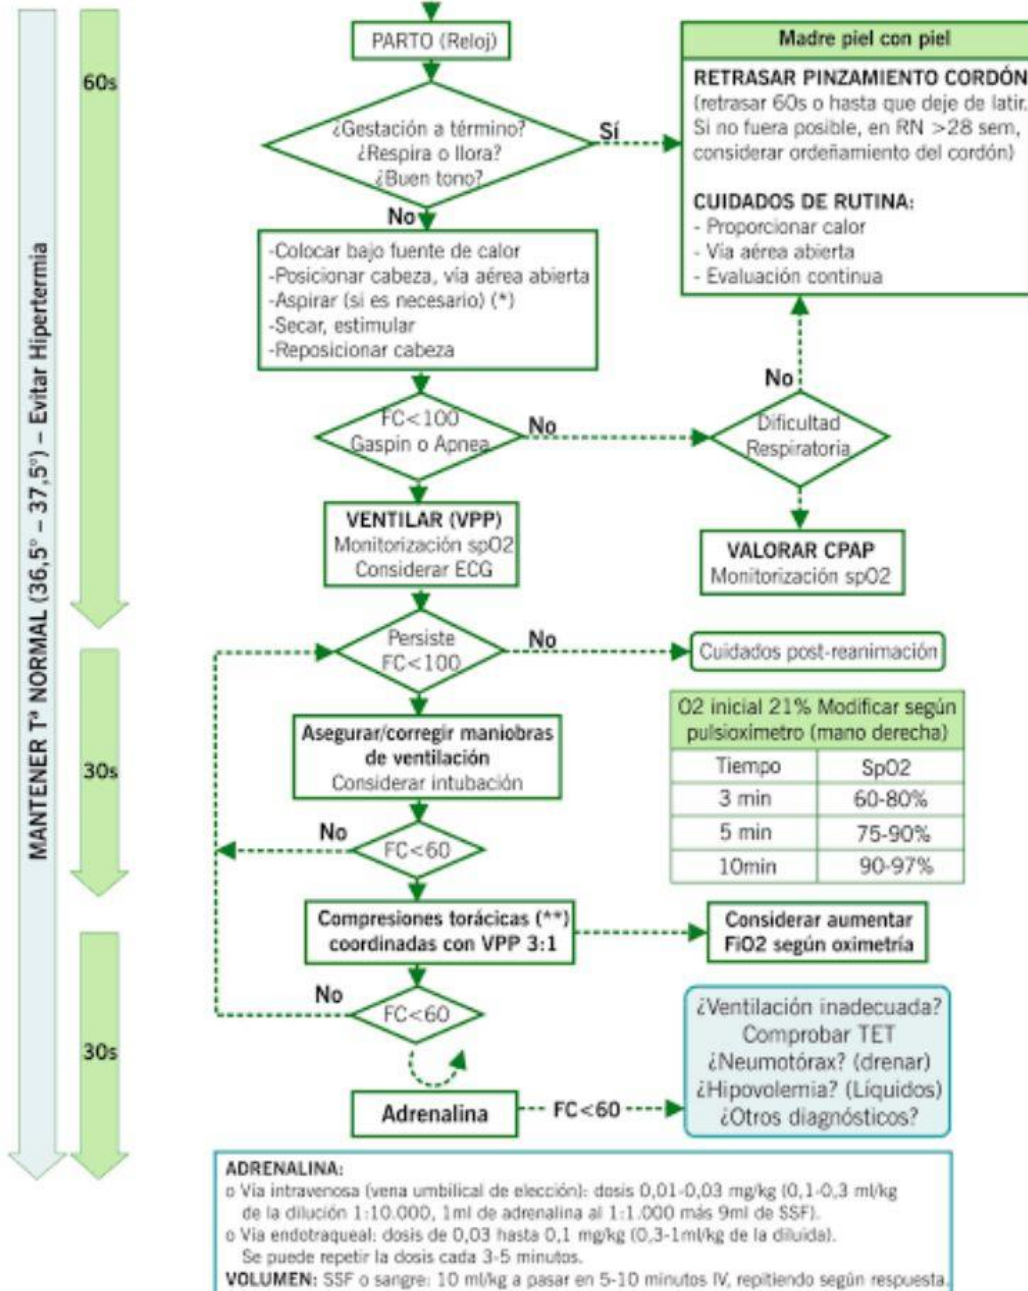 PARTO (Reloj)
Madre piel con piel
RETRASAR PINZAMIENTO CORDÓN
(retrasar 60s o hasta que deje de latir.
Si no fuera posible, en RN >28 sem,
considerar ordeñamiento del cordón)
CUIDADOS DE RUTINA:
- Proporcionar calor
- Vía aérea abierta
- Evaluación continua
60s
¿Gestación a término?
¿Respira o llora?
¿Buen tono?
Sí
No
-Colocar bajo fuente de calor
-Posicionar cabeza, vía aérea abierta
-Aspirar (si es necesario) (*)
-Secar, estimular
-Reposicionar cabeza
FC<100
Gaspin o Apnea
No
Dificultad
Respiratoria
No
VENTILAR (VPP)
Monitorización spO2
Considerar ECG
VALORAR CPAP
Monitorización spO2
Persiste
FC<100
No
Cuidados post-reanimación
MANTENER Tª NORMAL (36,5º – 37,5º) – Evitar Hipertermia
30s
Asegurar/corregir maniobras
de ventilación
Considerar intubación
O2 inicial 21% Modificar según
pulsioxímetro (mano derecha)
Tiempo SpO2
3 min 60-80%
5 min 75-90%
10min 90-97%
No
FC<60
Compresiones torácicas (**)
coordinadas con VPP 3:1
Considerar aumentar
FiO2 según oximetría
No
FC<60
30s
Adrenalina
FC<60
¿Ventilación inadecuada?
Comprobar TET
¿Neumotórax? (drenar)
¿Hipovolemia? (Líquidos)
¿Otros diagnósticos?
ADRENALINA:
o Vía intravenosa (vena umbilical de elección): dosis 0,01-0,03 mg/kg (0,1-0,3 ml/kg
de la dilución 1:10.000, 1ml de adrenalina al 1:1.000 más 9ml de SSF).
o Vía endotraqueal: dosis de 0,03 hasta 0,1 mg/kg (0,3-1ml/kg de la diluida).
Se puede repetir la dosis cada 3-5 minutos.
VOLUMEN: SSF o sangre: 10 ml/kg a pasar en 5-10 minutos IV, repitiendo según respuesta.